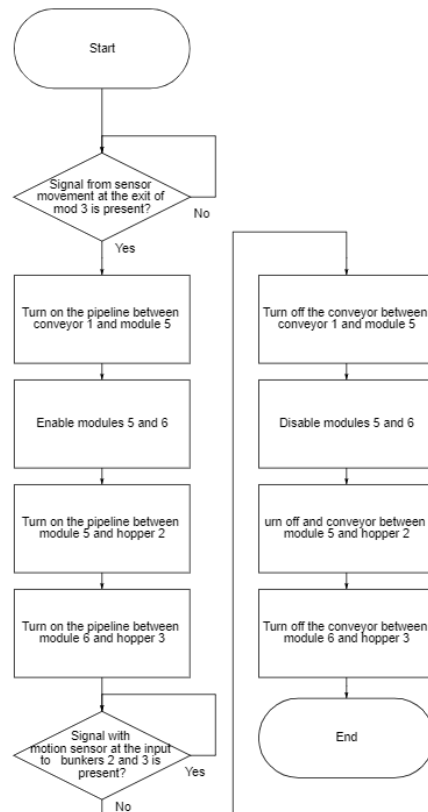 Start
Signal from sensor
movement at the exit of
mod 3 is present?
No
Yes
Turn on the pipeline between
conveyor 1 and module 5
Enable modules 5 and 6
Turn on the pipeline between
module 5 and hopper 2
Turn on the pipeline between
module 6 and hopper 3
Signal with
motion sensor at the input
to bunkers 2 and 3 is
present?
Yes
No
Turn off the conveyor between
conveyor 1 and module 5
Disable modules 5 and 6
urn off and conveyor between
module 5 and hopper 2
Turn off the conveyor between
module 6 and hopper 3
End